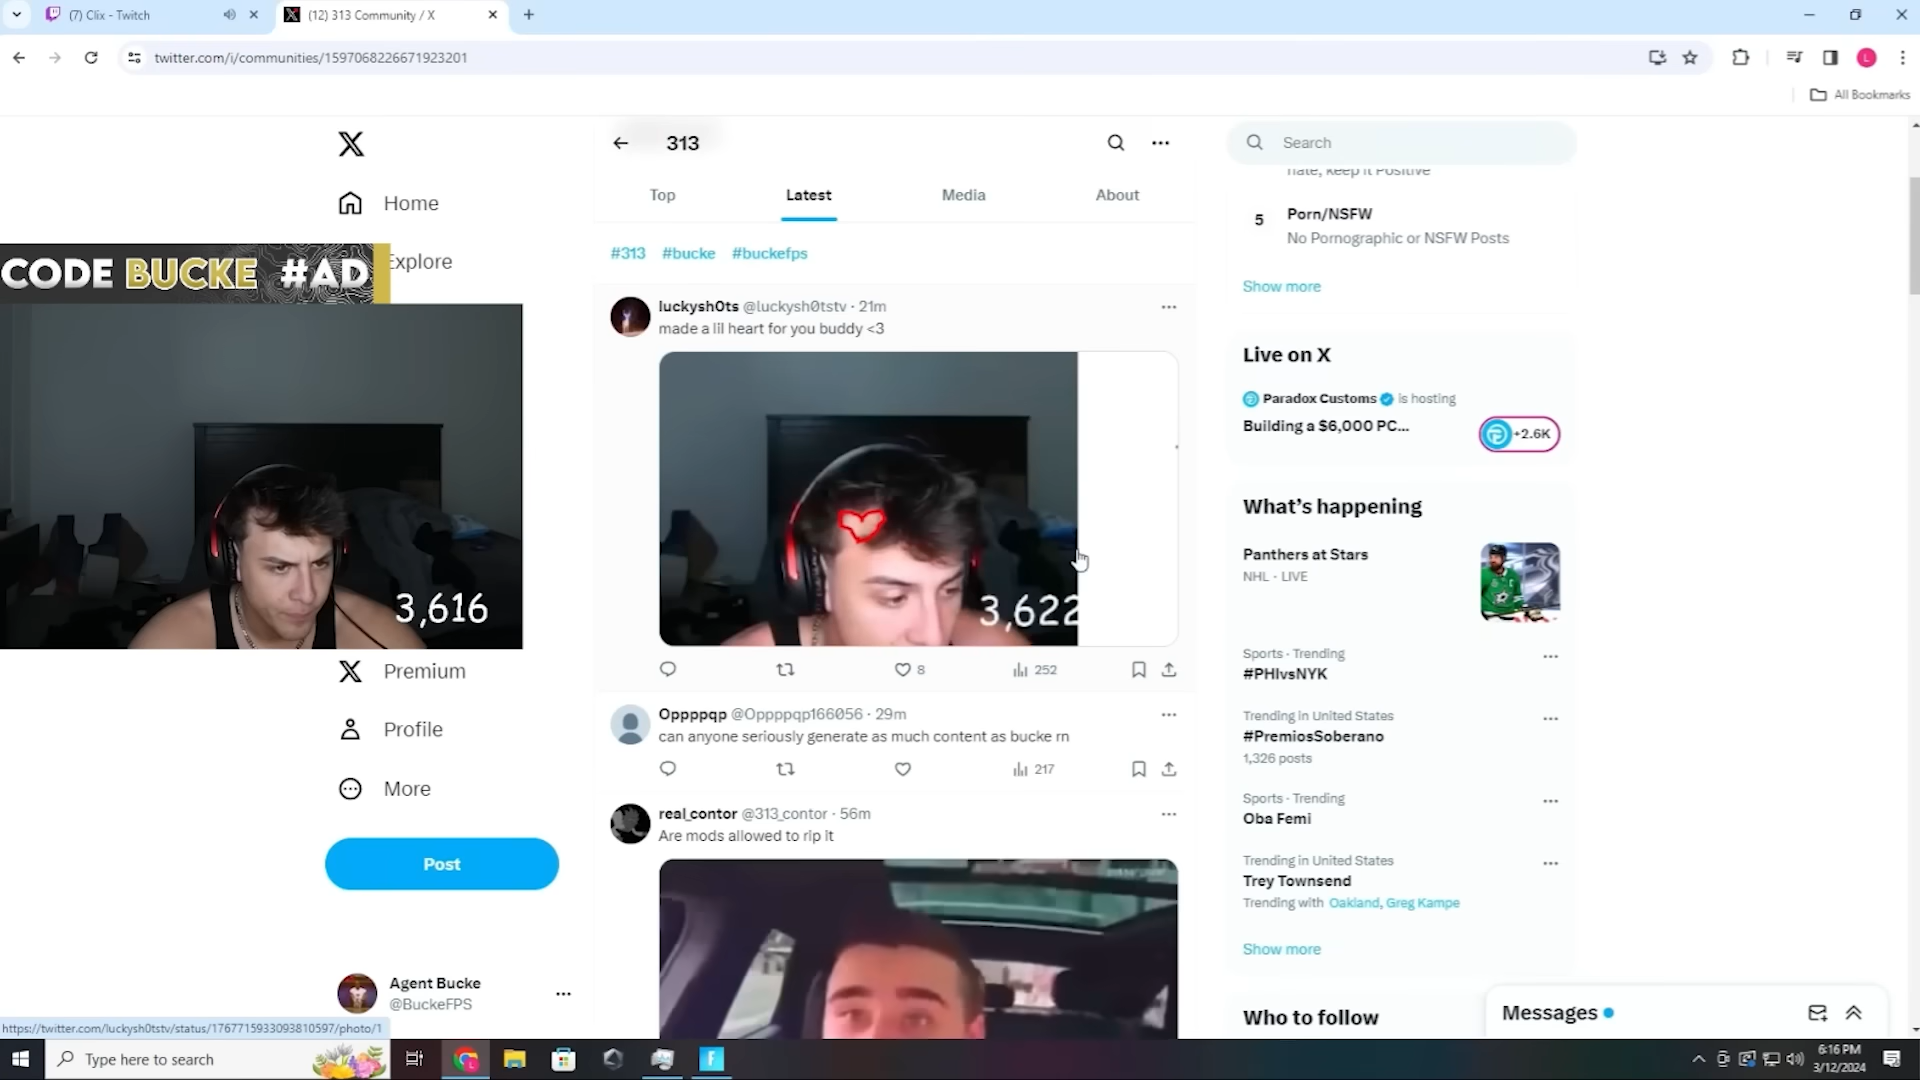 (7) Clix - Twitch
(12) 313 Community / X
twitter.com/i/communities/1597068226671923201
L
All Bookmarks
Home
Explore
CODE BUCKE #AD
3,616
Premium
Profile
More
Post
Agent Bucke
@BuckeFPS
https://twitter.com/luckysh0tstv/status/1767715933093810597/photo/1
313
Top
Latest
Media
About
#313 #bucke #buckefps
luckysh0ts @luckysh0tstv · 21m
made a lil heart for you buddy <3
3,622
8
252
Oppppqp @Oppppqp166056 · 29m
can anyone seriously generate as much content as bucke rn
217
real_contor @313_contor · 56m
Are mods allowed to rip it
Search
hate, keep it Positive
5
Porn/NSFW
No Pornographic or NSFW Posts
Show more
Live on X
Paradox Customs is hosting
Building a $6,000 PC...
+2.6K
What's happening
Panthers at Stars
NHL · LIVE
Sports · Trending
#PHIvsNYK
Trending in United States
#PremiosSoberano
1,326 posts
Sports · Trending
Oba Femi
Trending in United States
Trey Townsend
Trending with Oakland, Greg Kampe
Show more
Who to follow
Messages
Type here to search
6:16 PM
3/12/2024